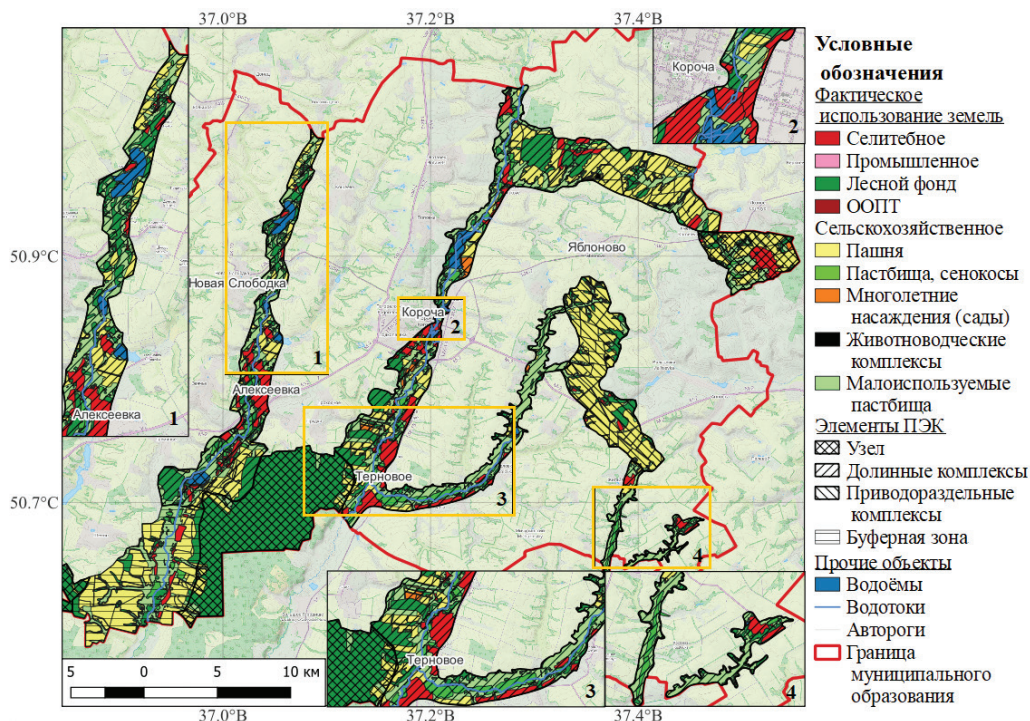 37.0°В
37.2°В
37.4°В
Короча
2
50.9°С
Яблоново
Новая Слободка
Короча
2
1
Алексеевка
Алексеевка
1
50.7°С
Терновое
3
4
Терновое
3
4
5 0 5 10 км
37.0°В
37.2°В
37.4°В
Условные
обозначения
Фактическое
использование земель
Селитебное
Промышленное
Лесной фонд
ООПТ
Сельскохозяйственное
Пашня
Пастбища, сенокосы
Многолетние
насаждения (сады)
Животноводческие
комплексы
Малоиспользуемые
пастбища
Элементы ПЭК
Узел
Долинные комплексы
Приводораздельные
комплексы
Буферная зона
Прочие объекты
Водоёмы
Водотоки
Автороги
Граница
муниципального
образования